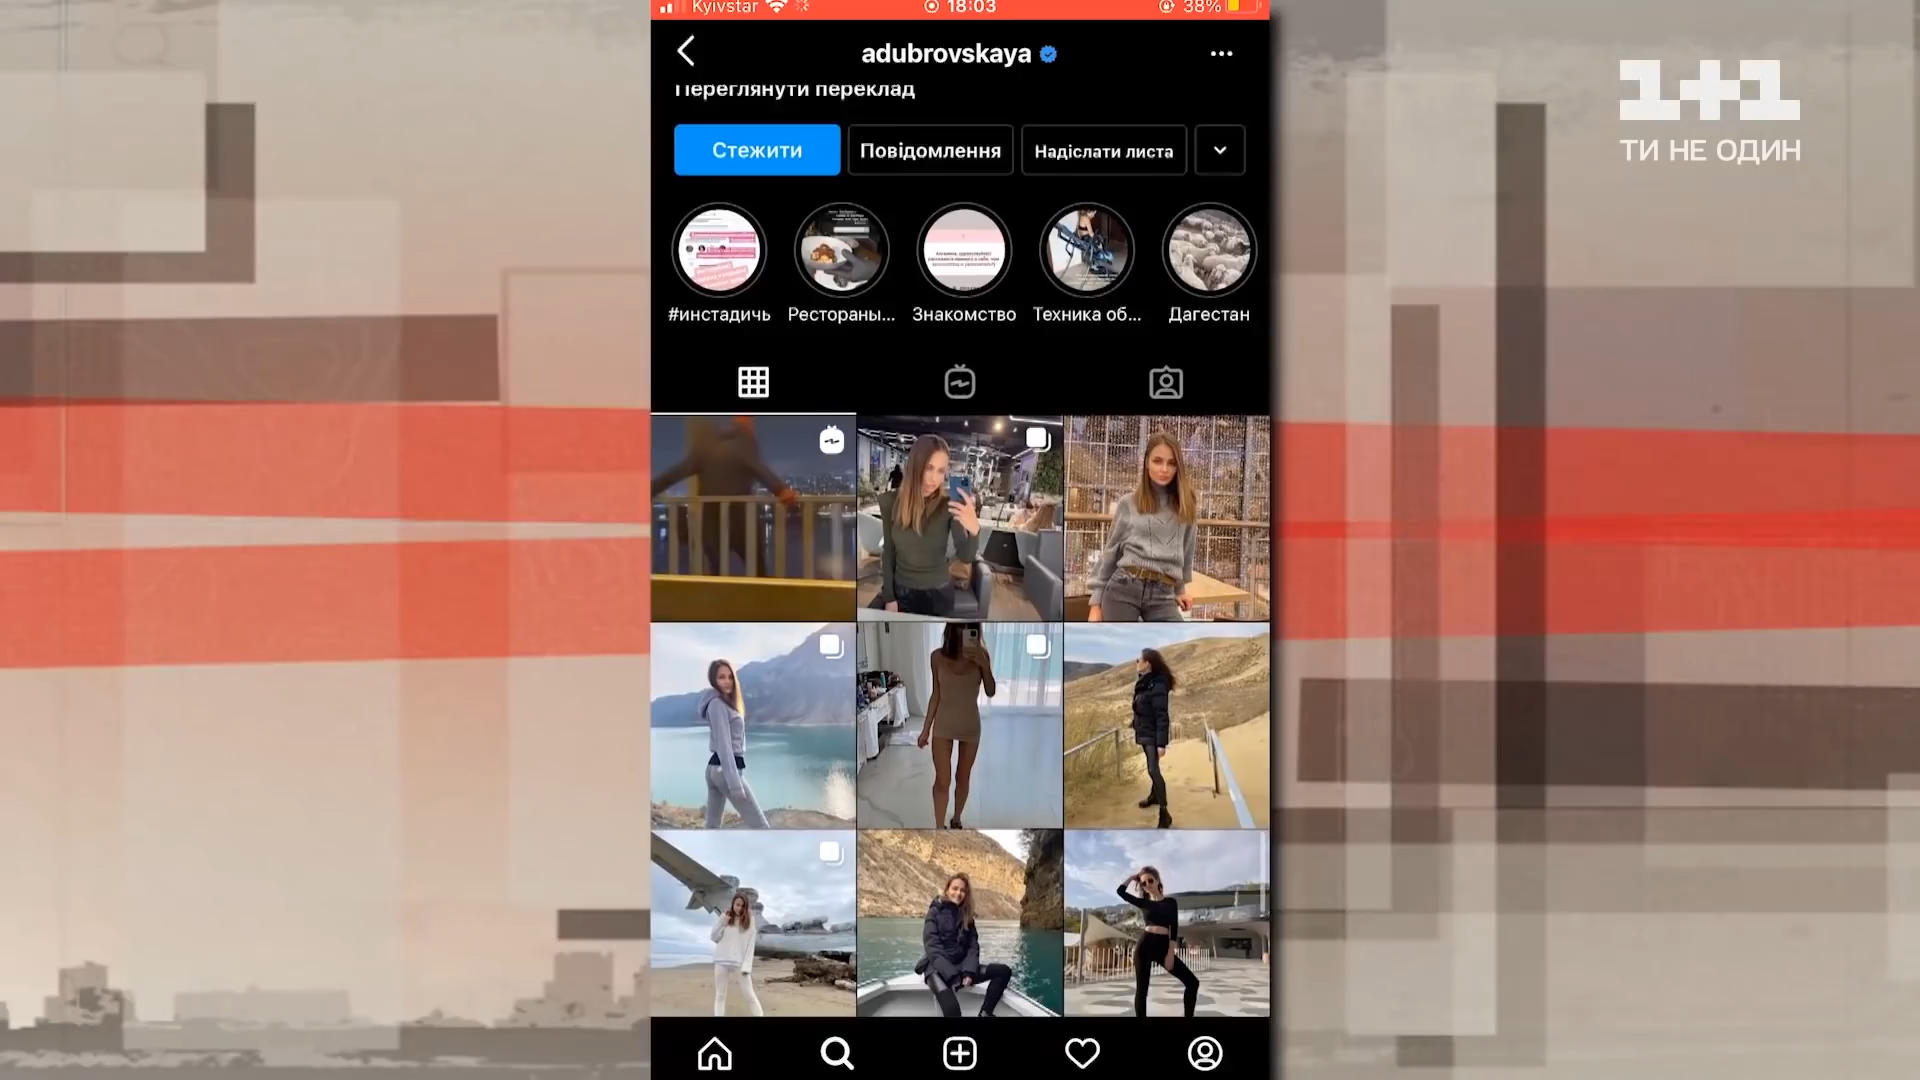 Kyivstar 18:03 38%
adubrovskaya
Переглянути переклад
Стежити
Повідомлення
Надіслати листа
#инстадичь
Рестораны...
Знакомство
Техника об...
Дагестан
1+1
ТИ НЕ ОДИН